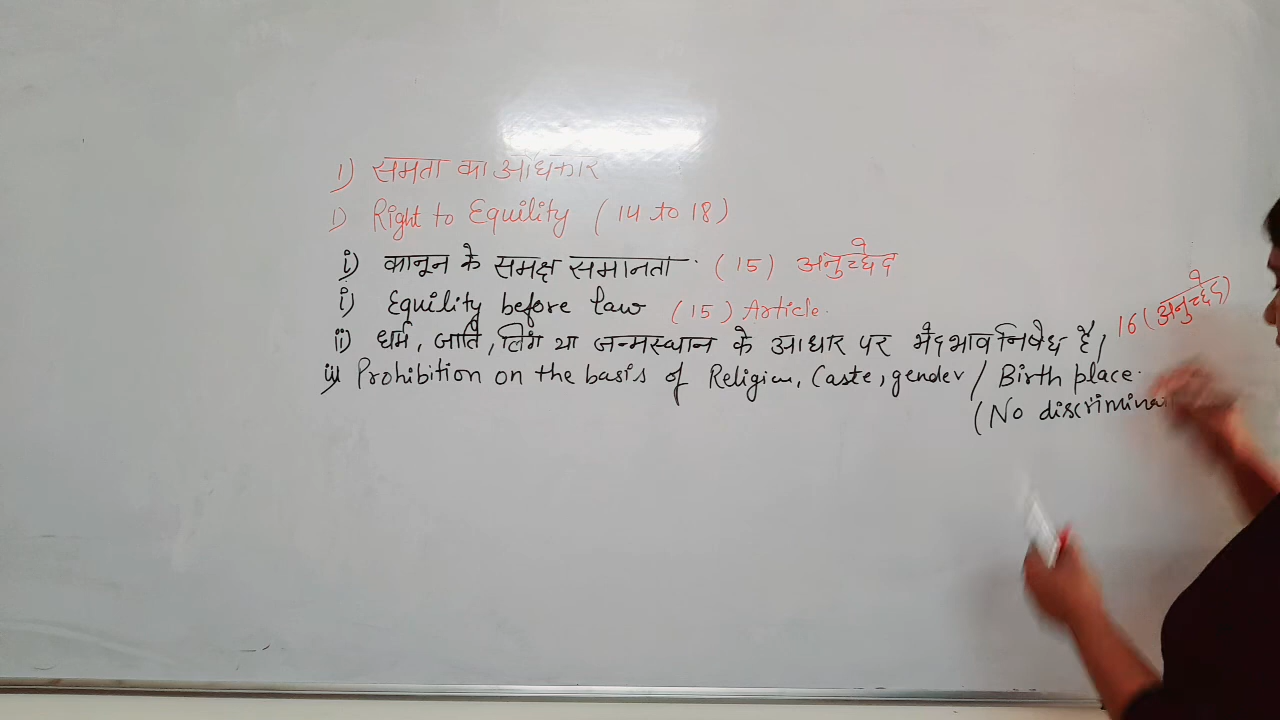 1) समता का अधिकार
1) Right to Equility (14 to 18)
i) कानून के समक्ष समानता. (15) अनुच्छेद
i) Equility before law (15) Article.
ii) धर्म, जाति, लिंग या जन्मस्थान के आधार पर भेदभाव निषेध है, 16 (अनुच्छेद)
ii) Prohibition on the basis of Religion, Caste, gender / Birth place.
(No